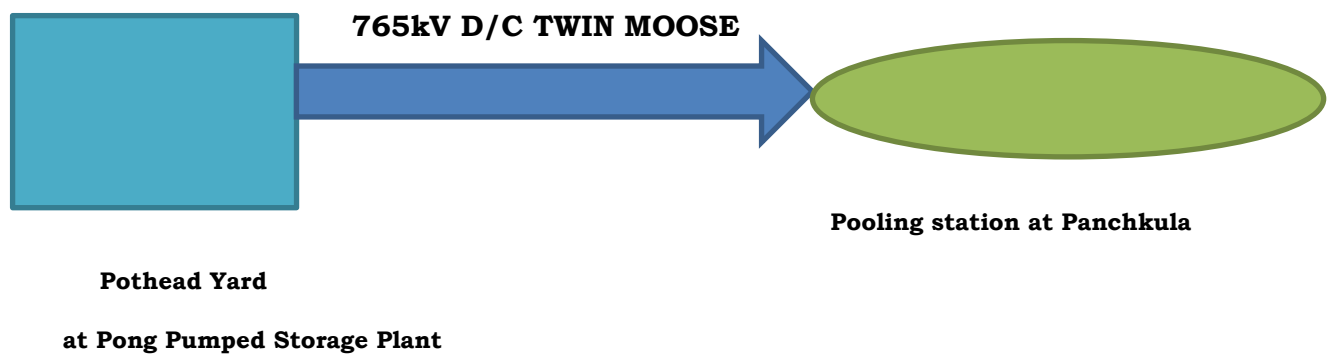 765kV D/C TWIN MOOSE
Pooling station at Panchkula
Pothead Yard
at Pong Pumped Storage Plant